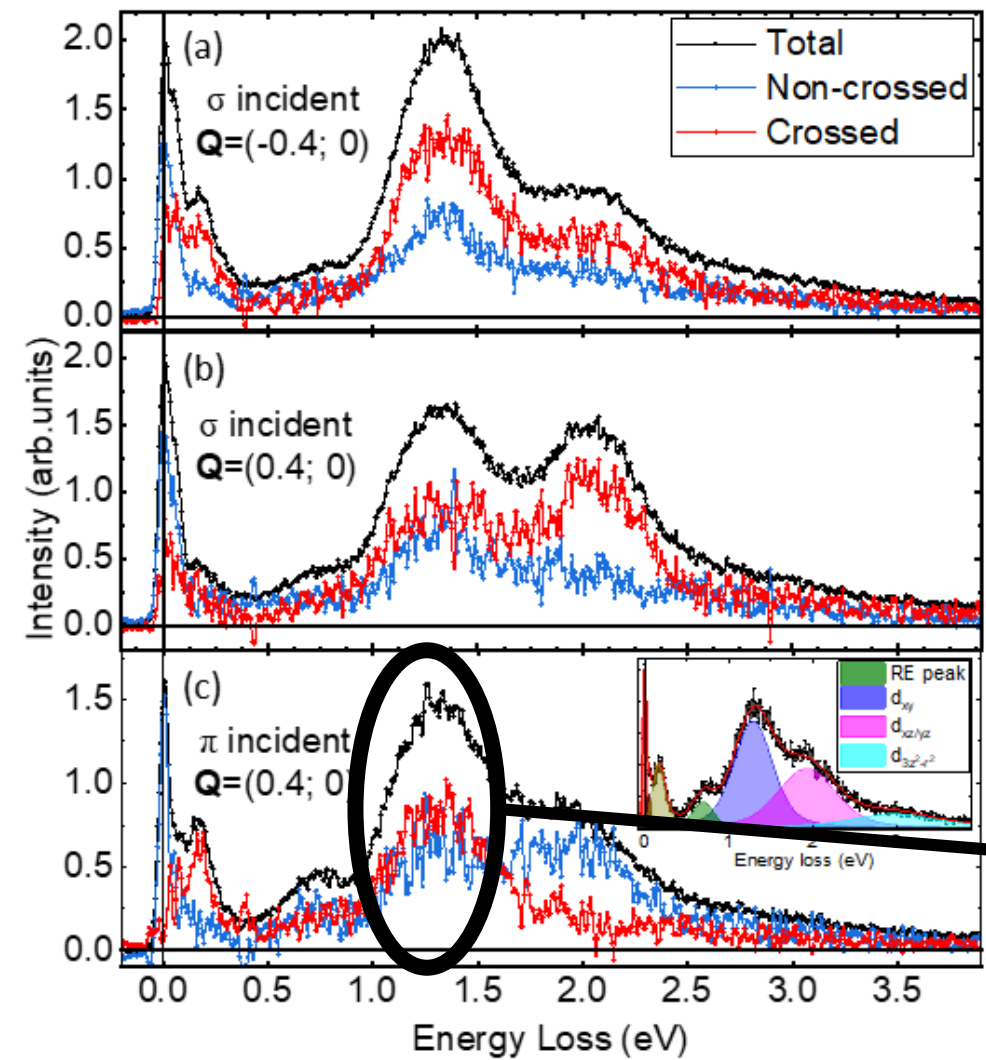 (a)
σ incident
Q=(-0.4; 0)
Total
Non-crossed
Crossed
2.0
1.5
1.0
0.5
0.0
(b)
σ incident
Q=(0.4; 0)
2.0
1.5
1.0
0.5
0.0
Intensity (arb.units)
(c)
π incident
Q=(0.4; 0)
1.5
1.0
0.5
0.0
RE peak
dxy
dxz/yz
d3z²-r²
0 1 2
Energy loss (eV)
0.0 0.5 1.0 1.5 2.0 2.5 3.0 3.5
Energy Loss (eV)